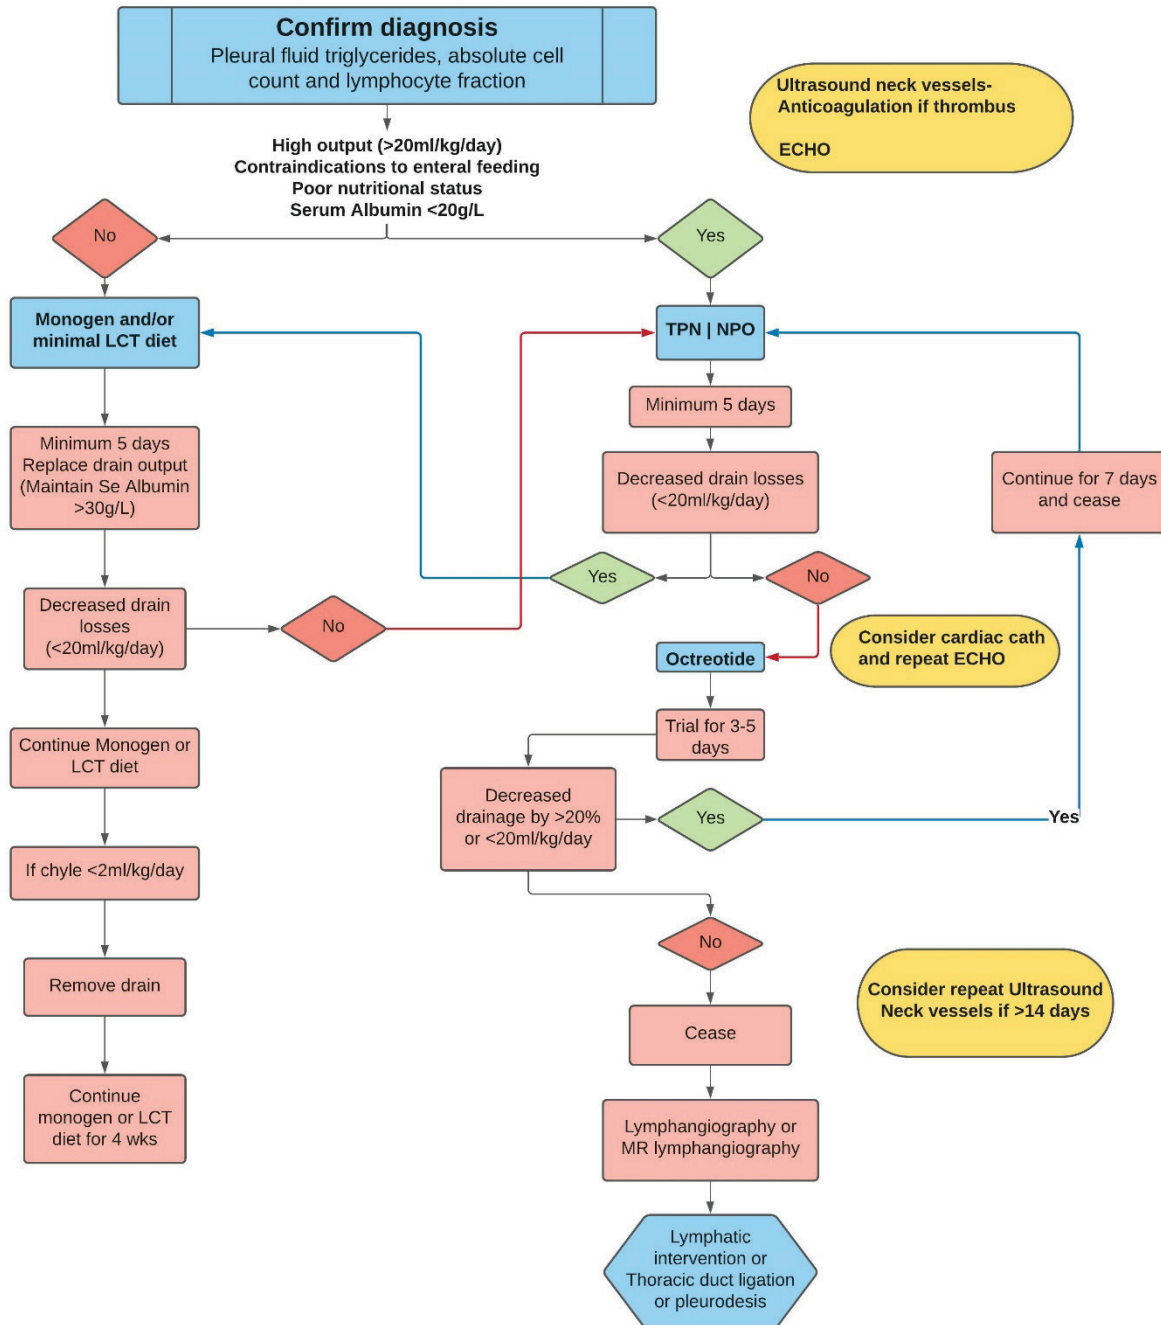 Confirm diagnosis
Pleural fluid triglycerides, absolute cell
count and lymphocyte fraction
Ultrasound neck vessels-
Anticoagulation if thrombus
ECHO
High output (>20ml/kg/day)
Contraindications to enteral feeding
Poor nutritional status
Serum Albumin <20g/L
No
Yes
Monogen and/or
minimal LCT diet
TPN | NPO
Minimum 5 days
Minimum 5 days
Replace drain output
(Maintain Se Albumin
>30g/L)
Decreased drain losses
(<20ml/kg/day)
Continue for 7 days
and cease
Yes
No
Decreased drain
losses
(<20ml/kg/day)
No
Consider cardiac cath
and repeat ECHO
Octreotide
Trial for 3-5
days
Continue Monogen or
LCT diet
Decreased
drainage by >20%
or <20ml/kg/day
Yes
Yes
If chyle <2ml/kg/day
No
Remove drain
Consider repeat Ultrasound
Neck vessels if >14 days
Cease
Continue
monogen or LCT
diet for 4 wks
Lymphangiography or
MR lymphangiography
Lymphatic
intervention or
Thoracic duct ligation
or pleurodesis